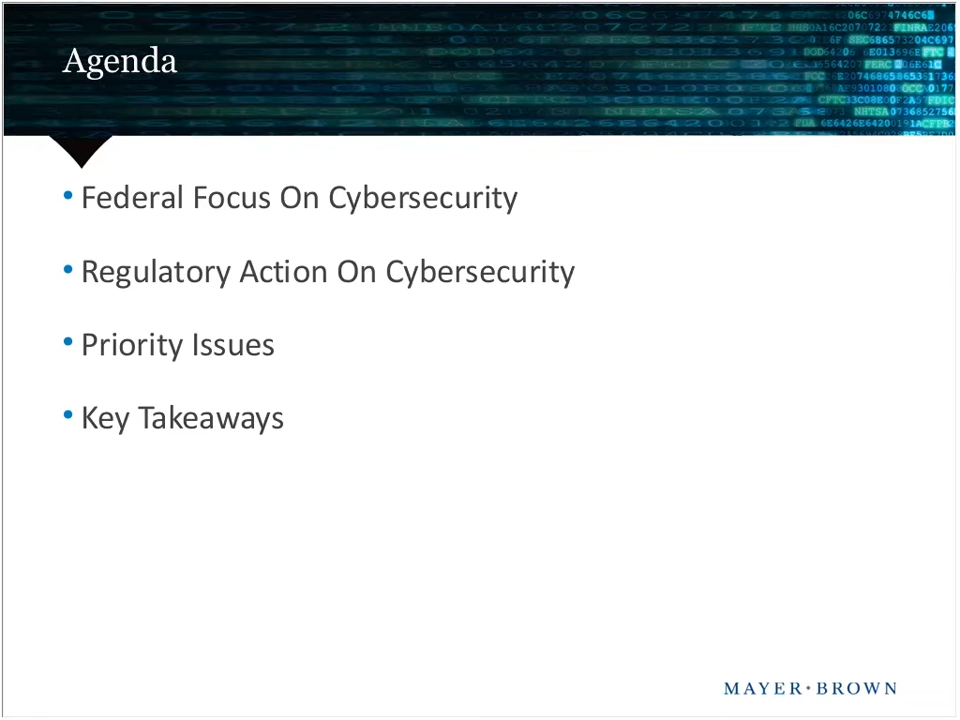 Agenda
• Federal Focus On Cybersecurity
• Regulatory Action On Cybersecurity
• Priority Issues
• Key Takeaways
MAYER•BROWN